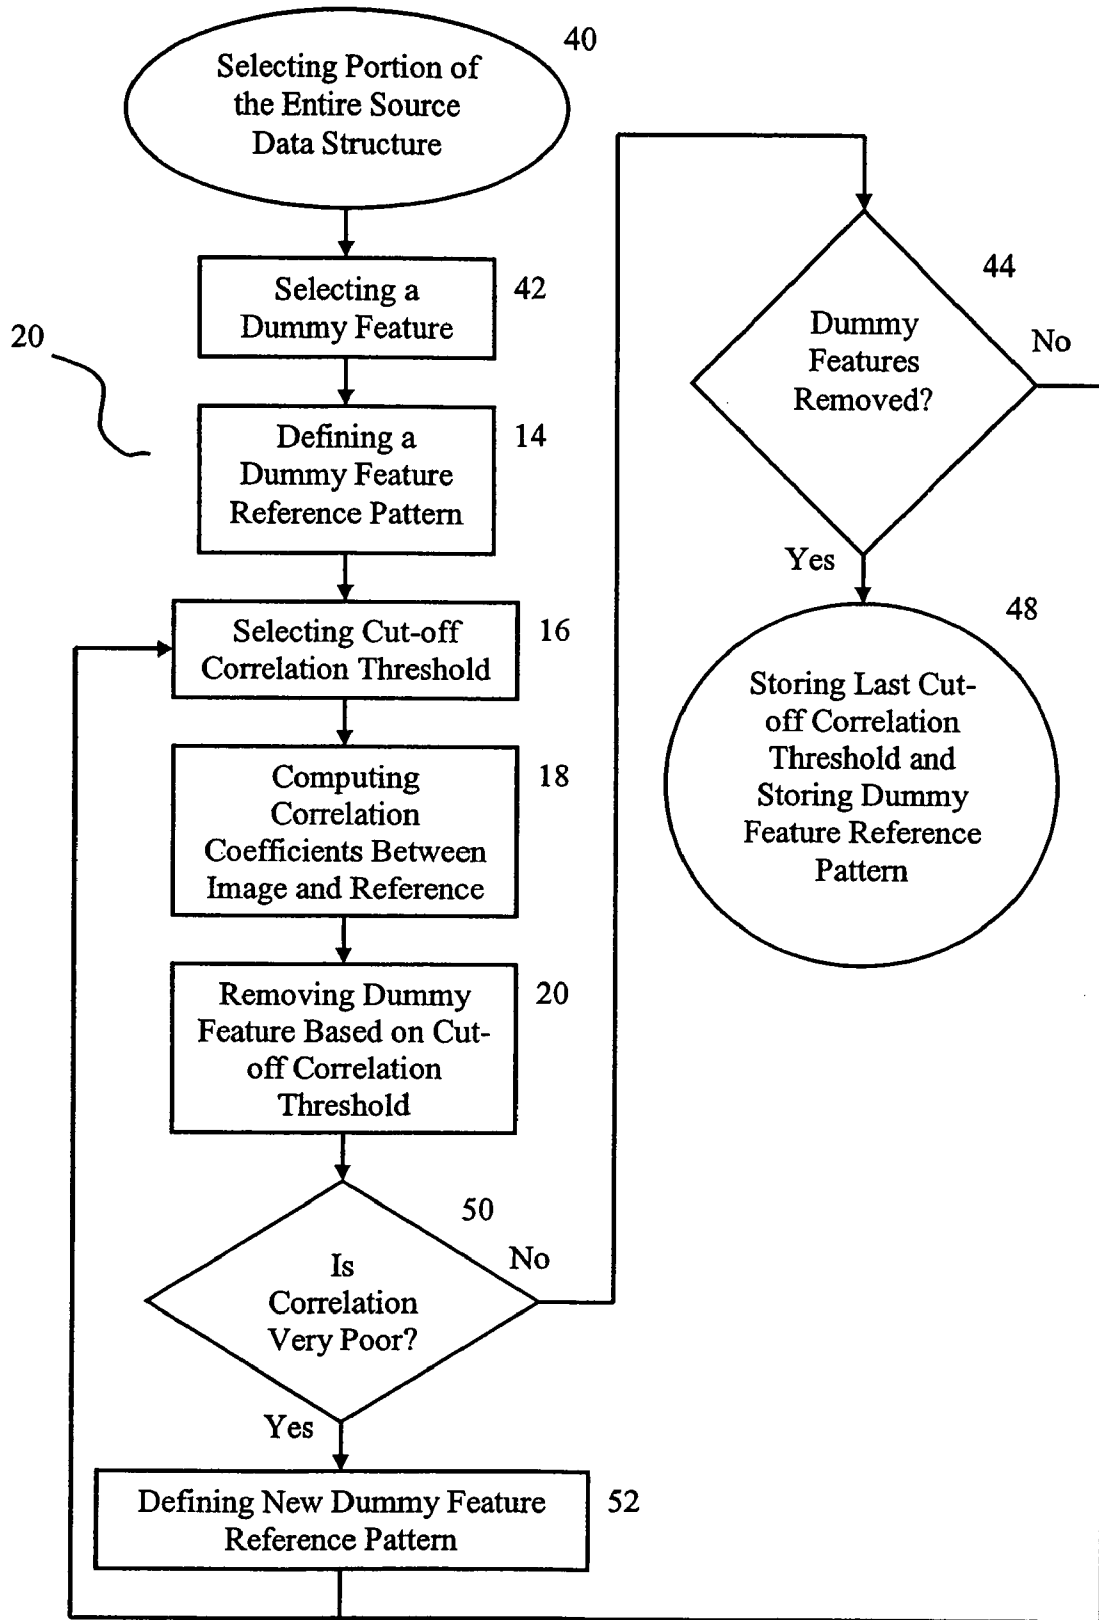 40
Selecting Portion of
the Entire Source
Data Structure
42
Selecting a
Dummy Feature
20
14
Defining a
Dummy Feature
Reference Pattern
16
Selecting Cut-off
Correlation Threshold
18
Computing
Correlation
Coefficients Between
Image and Reference
20
Removing Dummy
Feature Based on Cut-
off Correlation
Threshold
50
Is
Correlation
Very Poor?
No
Yes
52
Defining New Dummy Feature
Reference Pattern
44
Dummy
Features
Removed?
No
Yes
48
Storing Last Cut-
off Correlation
Threshold and
Storing Dummy
Feature Reference
Pattern